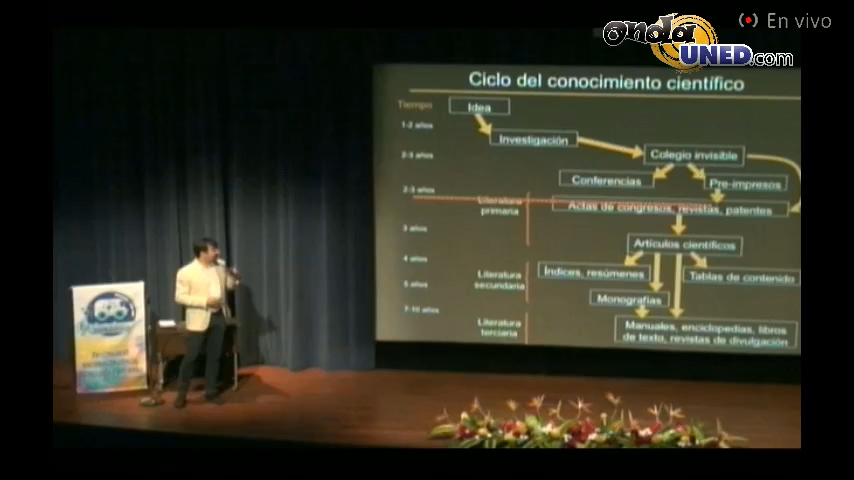 onda
UNED.com
En vivo
Ciclo del conocimiento científico
Tiempo
Idea
1-2 años
Investigación
2-3 años
Colegio invisible
Conferencias
Pre-impresos
2-3 años
Literatura
primaria
Actas de congresos, revistas, patentes
3 años
Artículos científicos
4 años
Literatura
secundaria
Índices, resúmenes
Tablas de contenido
5 años
Monografías
7-10 años
Literatura
terciaria
Manuales, enciclopedias, libros
de texto, revistas de divulgación